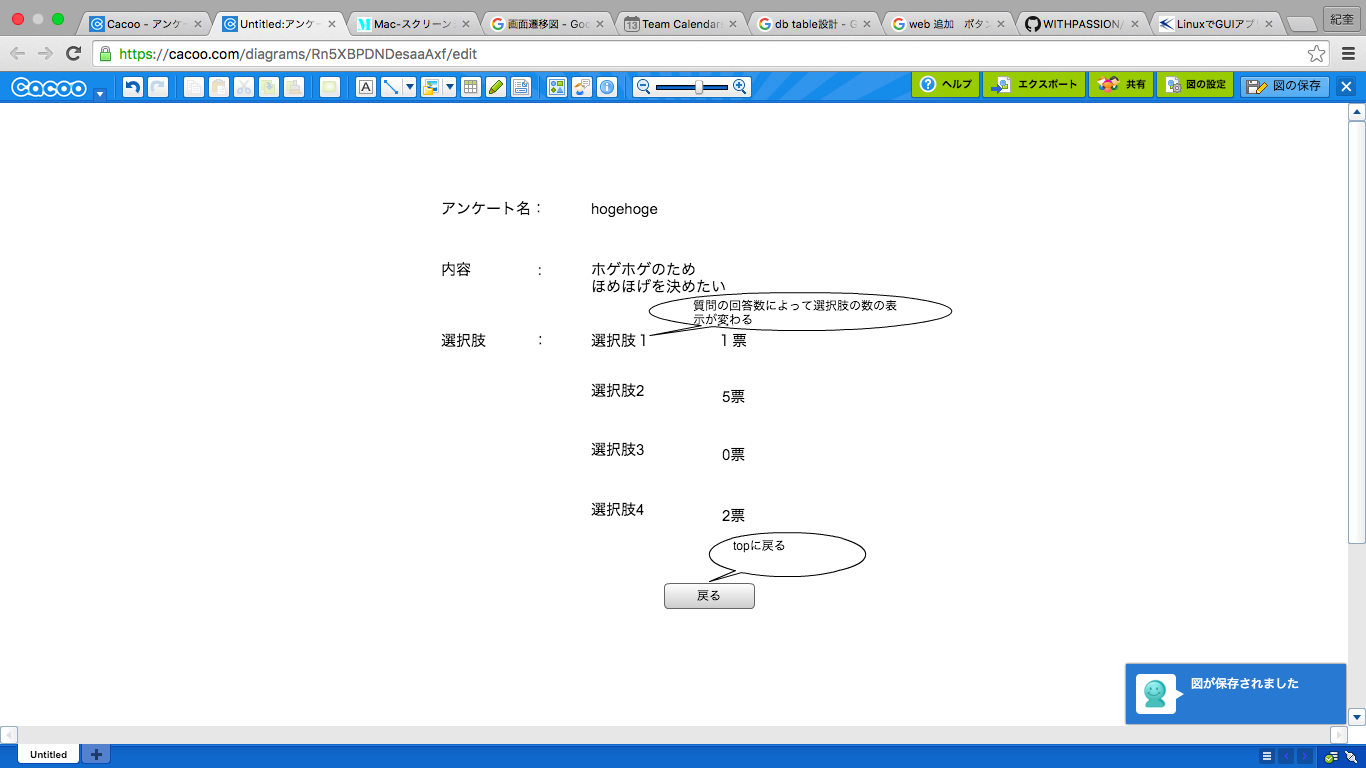 Cacoo - アンケー
Untitled:アンケ
Mac-スクリーンシ
画面遷移図 - Goo
Team Calendars
db table設計 - G
web 追加 ボタン
WITHPASSION/
LinuxでGUIアプ
紀奎
https://cacoo.com/diagrams/Rn5XBPDNDesaaAxf/edit
Cacoo
ヘルプ
エクスポート
共有
図の設定
図の保存
アンケート名: hogehoge
内容 : ホゲホゲのため
ほめほげを決めたい
質問の回答数によって選択肢の数の表
示が変わる
選択肢 : 選択肢1 1票
選択肢2 5票
選択肢3 0票
選択肢4 2票
topに戻る
戻る
図が保存されました
Untitled